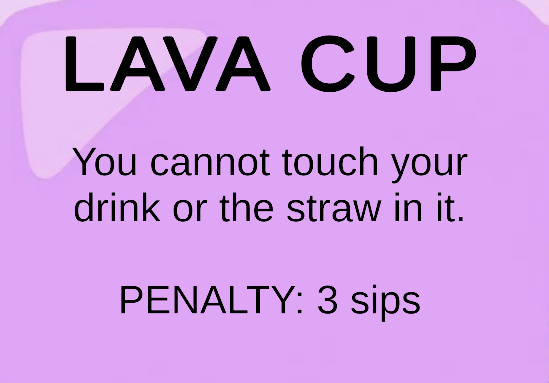 LAVA CUP
You cannot touch your
drink or the straw in it.
PENALTY: 3 sips